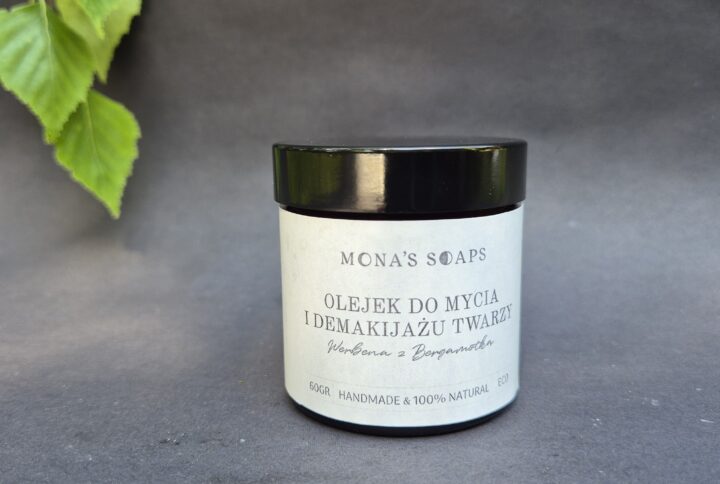 MONA'S SOAPS
OLEJEK DO MYCIA
I DEMAKIJAŻU TWARZY
Werbena z Bergamotką
60GR HANDMADE & 100% NATURAL ECO